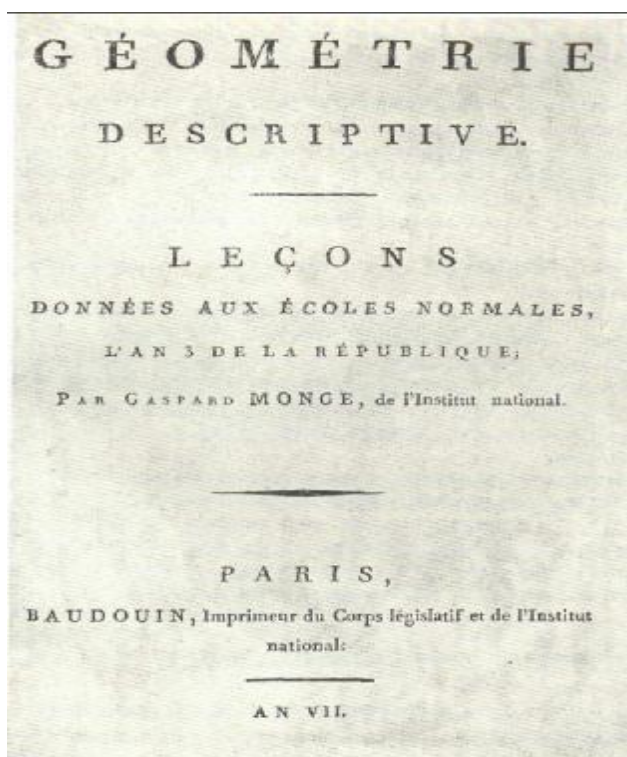 GÉOMÉTRIE
DESCRIPTIVE.
LEÇONS
DONNÉES AUX ÉCOLES NORMALES,
L'AN 3 DE LA RÉPUBLIQUE;
PAR GASPARD MONGE, de l'Institut national.
PARIS,
BAUDOUIN, Imprimeur du Corps législatif et de l'Institut
national:
AN VII.